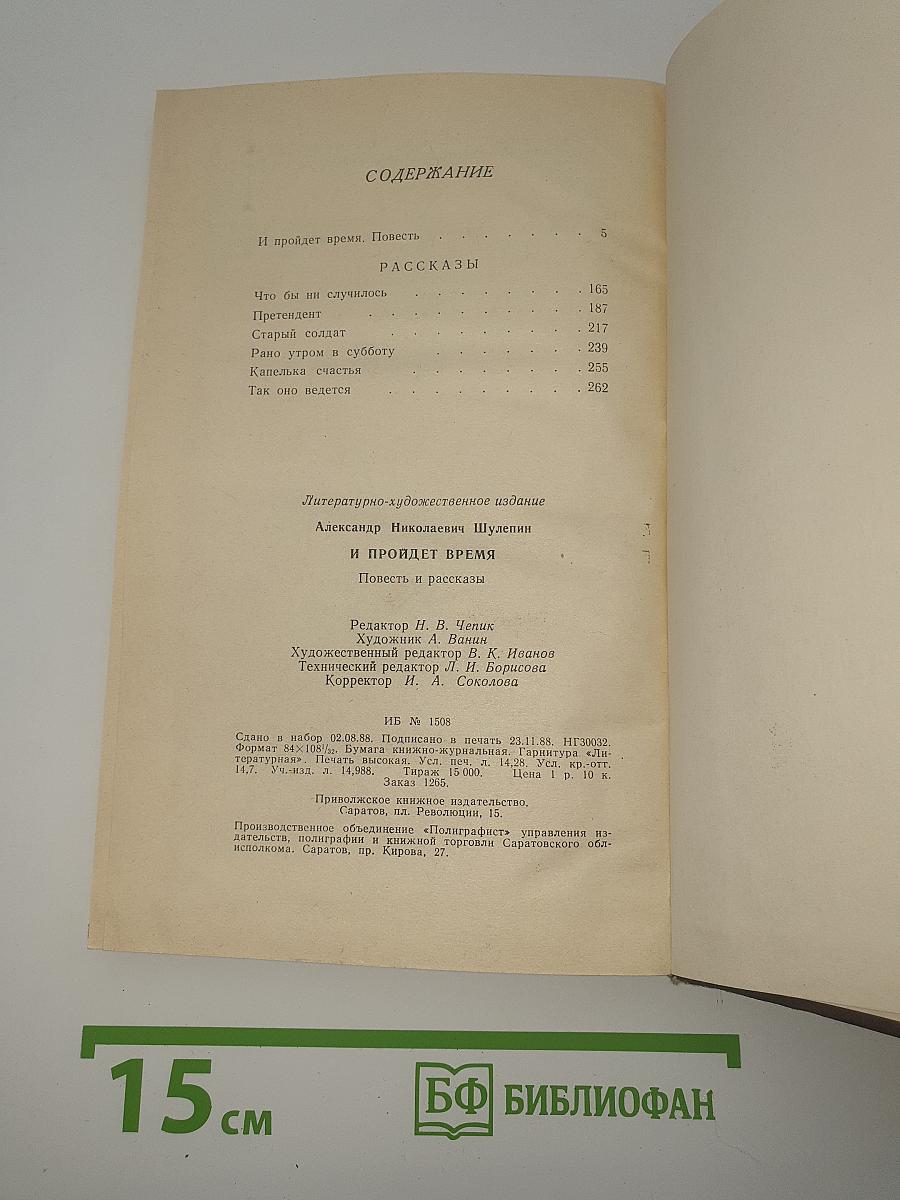 СОДЕРЖАНИЕ
И пройдет время. Повесть . . . . . . . 5
РАССКАЗЫ
Что бы ни случилось . . . . . . . . . 165
Претендент . . . . . . . . . . . 187
Старый солдат . . . . . . . . . . 217
Рано утром в субботу . . . . . . . . 239
Капелька счастья . . . . . . . . . 255
Так оно ведется . . . . . . . . . . 262
Литературно-художественное издание
Александр Николаевич Шулепин
И ПРОЙДЕТ ВРЕМЯ
Повесть и рассказы
Редактор Н. В. Чепик
Художник А. Ванин
Художественный редактор В. К. Иванов
Технический редактор Л. И. Борисова
Корректор И. А. Соколова
ИБ № 1508
Сдано в набор 02.08.88. Подписано в печать 23.11.88. НГ30032.
Формат 84×108¹/₃₂. Бумага книжно-журнальная. Гарнитура «Ли-
тературная». Печать высокая. Усл. печ. л. 14,28. Усл. кр.-отт.
14,7. Уч.-изд. л. 14,988. Тираж 15 000. Цена 1 р. 10 к.
Заказ 1265.
Приволжское книжное издательство.
Саратов, пл. Революции, 15.
Производственное объединение «Полиграфист» управления из-
дательств, полиграфии и книжной торговли Саратовского обл-
исполкома. Саратов, пр. Кирова, 27.
15 см
БФ БИБЛИОФАН